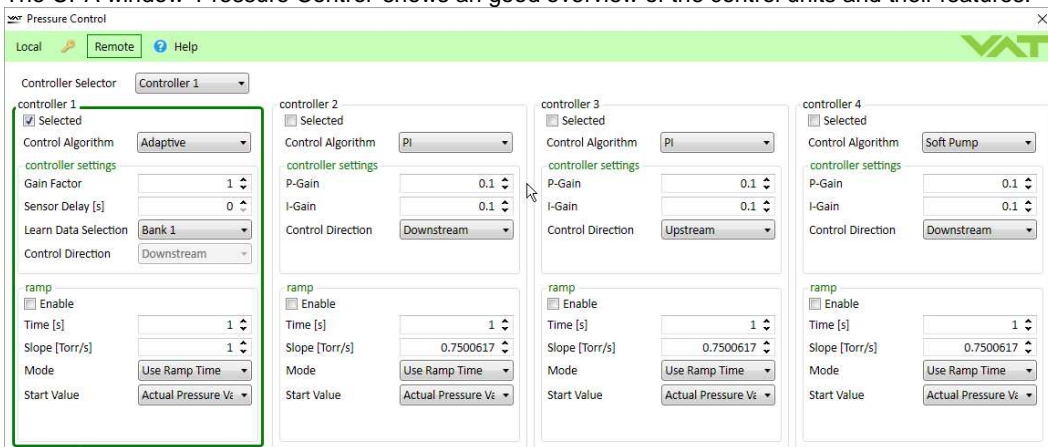 The CPA window 'Pressure Control' shows an good overview of the control units and their features.
Pressure Control
Local Remote Help
VAT
Controller Selector Controller 1
controller 1 controller 2 controller 3 controller 4
Selected Selected Selected Selected
Control Algorithm Adaptive Control Algorithm PI Control Algorithm PI Control Algorithm Soft Pump
controller settings controller settings controller settings controller settings
Gain Factor 1 P-Gain 0.1 P-Gain 0.1 P-Gain 0.1
Sensor Delay [s] 0 I-Gain 0.1 I-Gain 0.1 I-Gain 0.1
Learn Data Selection Bank 1 Control Direction Downstream Control Direction Upstream Control Direction Downstream
Control Direction Downstream
ramp ramp ramp ramp
Enable Enable Enable Enable
Time [s] 1 Time [s] 1 Time [s] 1 Time [s] 1
Slope [Torr/s] 1 Slope [Torr/s] 0.7500617 Slope [Torr/s] 0.7500617 Slope [Torr/s] 0.7500617
Mode Use Ramp Time Mode Use Ramp Time Mode Use Ramp Time Mode Use Ramp Time
Start Value Actual Pressure Va Start Value Actual Pressure Va Start Value Actual Pressure Va Start Value Actual Pressure Va